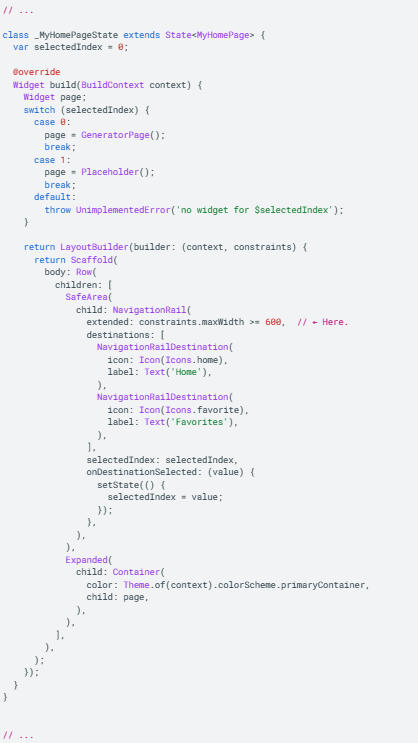 // ...

class _MyHomePageState extends State<MyHomePage> {
  var selectedIndex = 0;

  @override
  Widget build(BuildContext context) {
    Widget page;
    switch (selectedIndex) {
      case 0:
        page = GeneratorPage();
        break;
      case 1:
        page = Placeholder();
        break;
      default:
        throw UnimplementedError('no widget for $selectedIndex');
    }

    return LayoutBuilder(builder: (context, constraints) {
      return Scaffold(
        body: Row(
          children: [
            SafeArea(
              child: NavigationRail(
                extended: constraints.maxWidth >= 600,  // ← Here.
                destinations: [
                  NavigationRailDestination(
                    icon: Icon(Icons.home),
                    label: Text('Home'),
                  ),
                  NavigationRailDestination(
                    icon: Icon(Icons.favorite),
                    label: Text('Favorites'),
                  ),
                ],
                selectedIndex: selectedIndex,
                onDestinationSelected: (value) {
                  setState(() {
                    selectedIndex = value;
                  });
                },
              ),
            ),
            Expanded(
              child: Container(
                color: Theme.of(context).colorScheme.primaryContainer,
                child: page,
              ),
            ),
          ],
        ),
      );
    });
  }
}


// ...